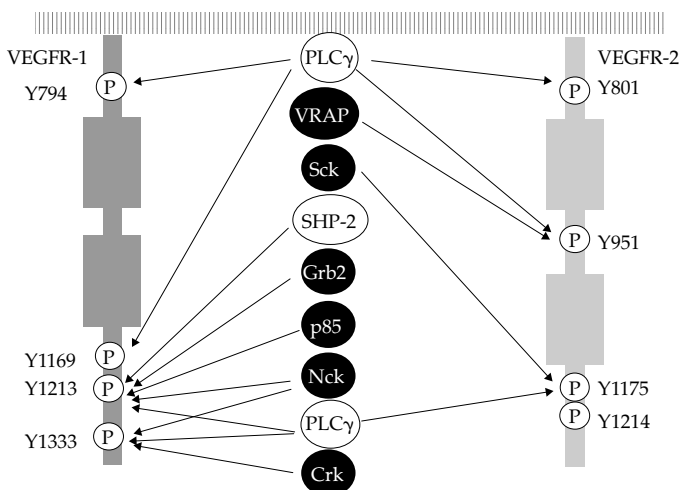 VEGFR-1
PLCγ
VEGFR-2
Y794
P
P
Y801
VRAP
Sck
SHP-2
P
Y951
Grb2
p85
Y1169
P
Nck
Y1213
P
P
Y1175
PLCγ
P
Y1214
Y1333
P
Crk